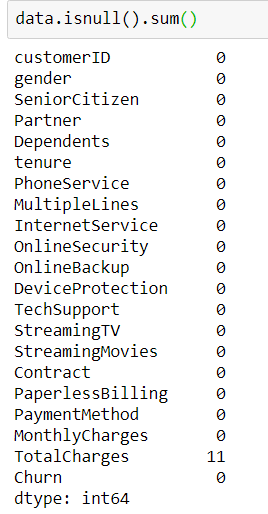 data.isnull().sum()
customerID 0
gender 0
SeniorCitizen 0
Partner 0
Dependents 0
tenure 0
PhoneService 0
MultipleLines 0
InternetService 0
OnlineSecurity 0
OnlineBackup 0
DeviceProtection 0
TechSupport 0
StreamingTV 0
StreamingMovies 0
Contract 0
PaperlessBilling 0
PaymentMethod 0
MonthlyCharges 0
TotalCharges 11
Churn 0
dtype: int64